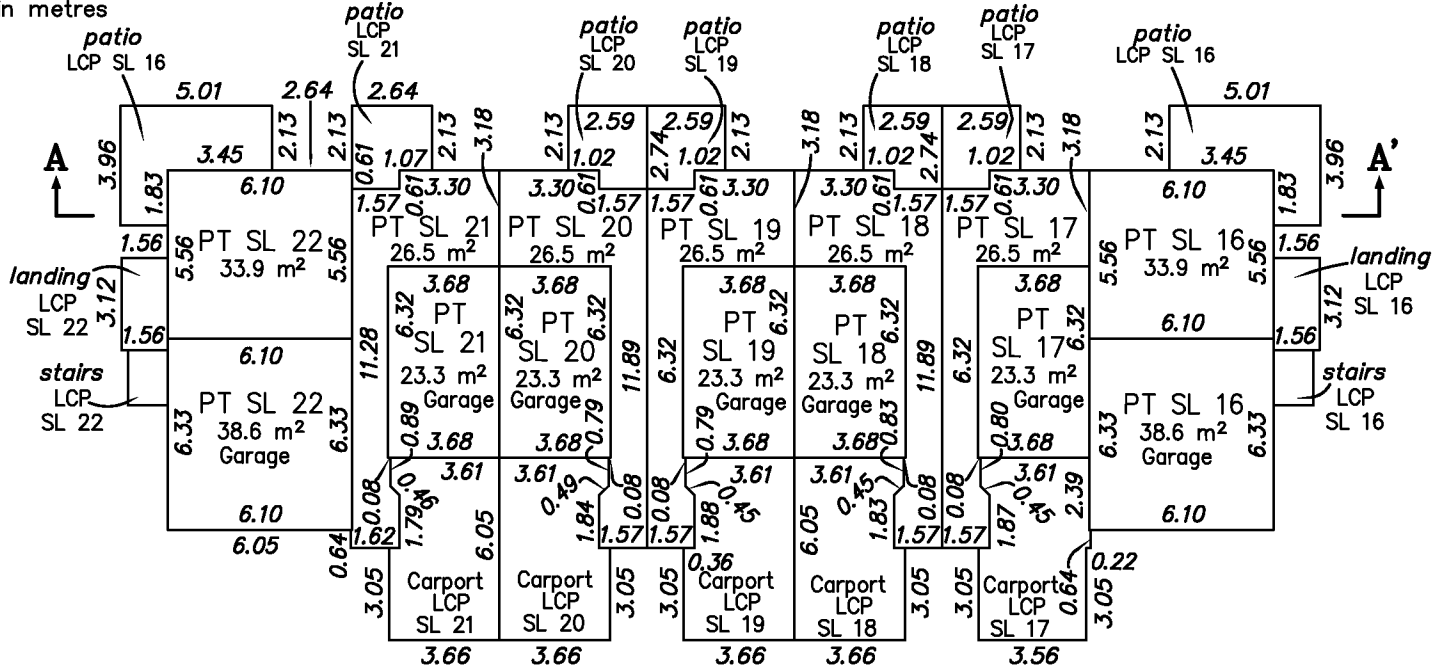 in metres
patio
LCP SL 16
patio
LCP
SL 21
patio
LCP
SL 20
patio
LCP
SL 19
patio
LCP
SL 18
patio
LCP
SL 17
patio
LCP SL 16
5.01
2.64
2.64
5.01
3.96
2.13
2.13
2.13
3.18
2.13
2.59
2.59
2.13
3.18
2.13
2.59
2.59
2.13
3.18
2.13
3.96
A
A'
3.45
0.61
1.07
1.02
2.74
1.02
1.02
2.74
1.02
3.45
1.83
6.10
3.30
3.30
0.61
0.61
3.30
3.30
0.61
0.61
3.30
6.10
1.83
1.57
1.57
1.57
1.57
1.57
1.56
5.56
PT SL 22
33.9 m²
5.56
PT SL 21
26.5 m²
PT SL 20
26.5 m²
PT SL 19
26.5 m²
PT SL 18
26.5 m²
PT SL 17
26.5 m²
5.56
PT SL 16
33.9 m²
5.56
1.56
landing
LCP
SL 22
3.12
1.56
landing
LCP
SL 16
3.12
1.56
3.68
3.68
3.68
3.68
3.68
6.32
PT
SL 21
23.3 m²
Garage
6.32
PT
SL 20
23.3 m²
Garage
6.32
PT
SL 19
23.3 m²
Garage
6.32
PT
SL 18
23.3 m²
Garage
6.32
PT
SL 17
23.3 m²
Garage
6.32
11.28
11.89
6.32
11.89
6.32
6.10
6.10
stairs
LCP
SL 22
stairs
LCP
SL 16
6.33
PT SL 22
38.6 m²
Garage
6.33
6.33
PT SL 16
38.6 m²
Garage
6.33
0.89
0.79
0.79
0.83
0.80
3.68
3.68
3.68
3.68
3.68
3.61
3.61
3.61
3.61
3.61
0.08
0.46
0.49
0.08
0.08
0.45
0.45
0.08
0.08
0.45
2.39
6.10
6.05
0.64
1.62
1.79
6.05
1.84
1.57
1.57
1.88
6.05
1.83
1.57
1.57
1.87
6.10
0.36
0.64
0.22
3.05
Carport
LCP
SL 21
Carport
LCP
SL 20
3.05
3.05
Carport
LCP
SL 19
Carport
LCP
SL 18
3.05
3.05
Carport
LCP
SL 17
3.05
3.66
3.66
3.66
3.66
3.56